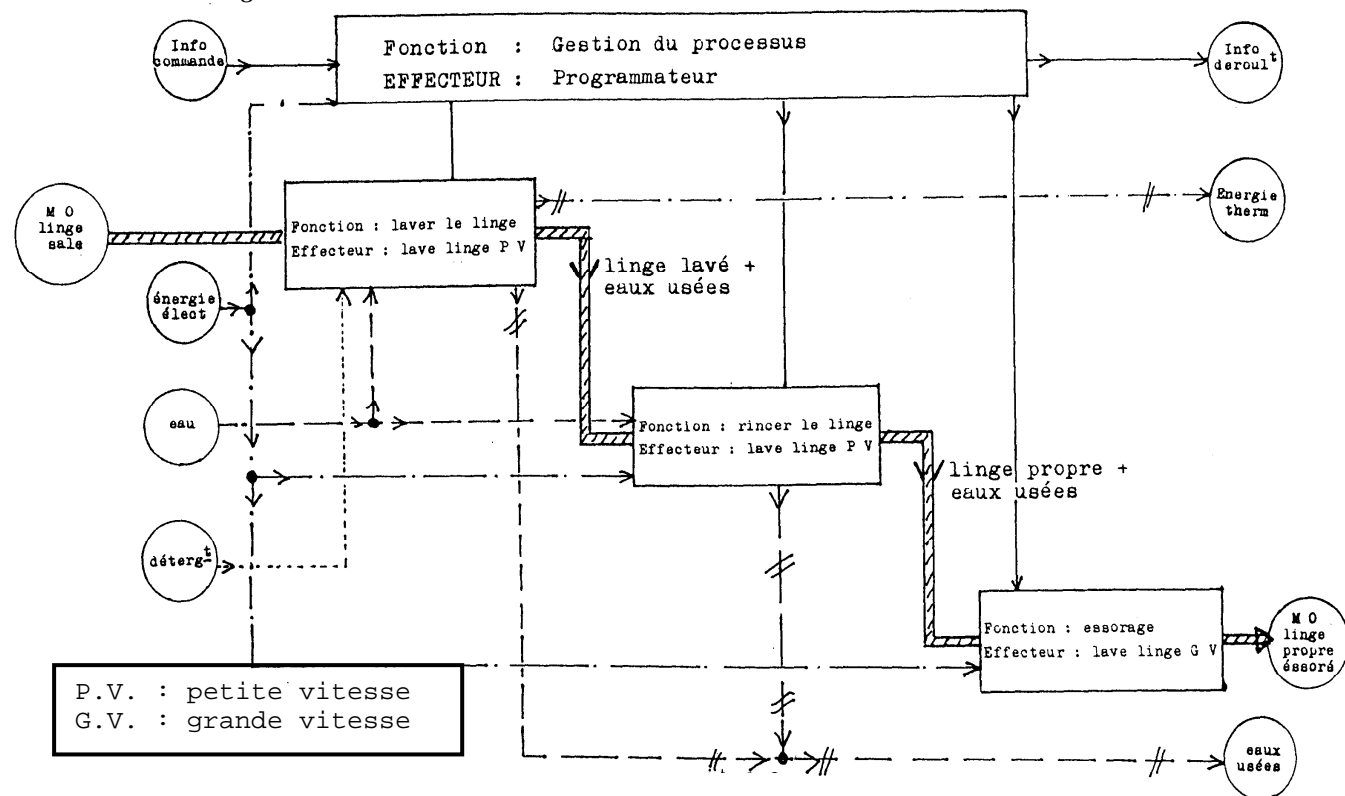 Info
commande
Fonction : Gestion du processus
EFFECTEUR : Programmateur
Info
déroulᵗ
M O
linge
sale
Fonction : laver le linge
Effecteur : lave linge P V
Energie
therm
linge lavé +
eaux usées
énergie
élect
eau
Fonction : rincer le linge
Effecteur : lave linge P V
linge propre +
eaux usées
détergᵗ
Fonction : essorage
Effecteur : lave linge G V
M O
linge
propre
éssoré
P.V. : petite vitesse
G.V. : grande vitesse
eaux
usées